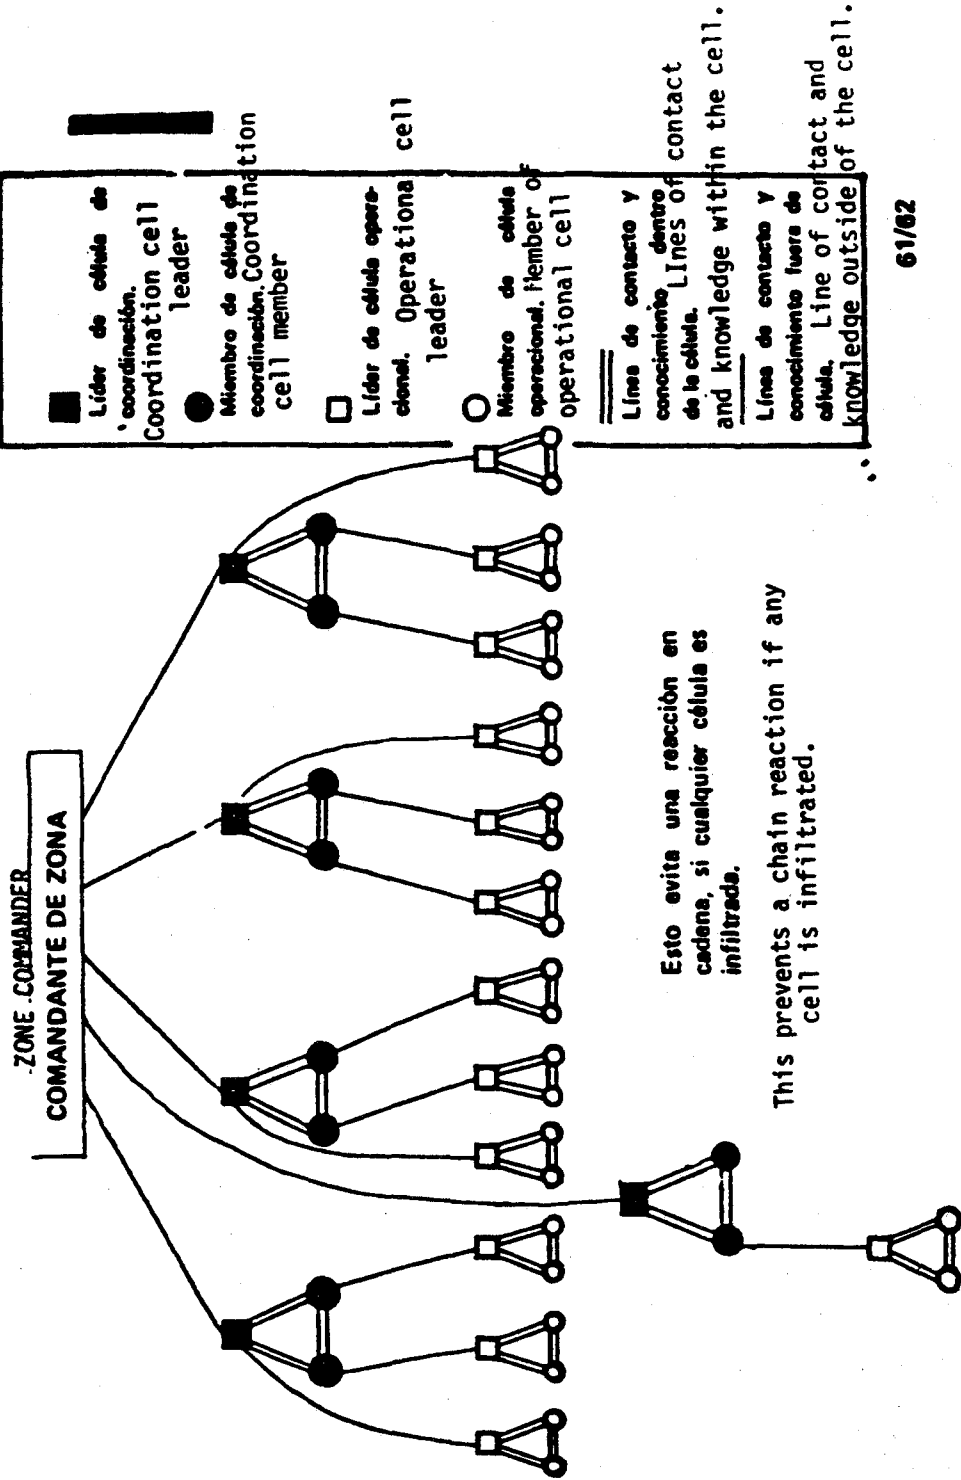 ZONE COMMANDER
COMANDANTE DE ZONA
Líder de célula de
coordinación.
Coordination cell
leader
Miembro de célula de
coordinación. Coordination
cell member
Líder de célula opera-
cional. Operational cell
leader
Miembro de célula
operacional. Member of
operational cell
Línea de contacto y
conocimiento dentro
de la célula. LInes of contact
and knowledge within the cell.
Línea de contacto y
conocimiento fuera de
célula. Line of contact and
knowledge outside of the cell.
Esto evita una reacción en
cadena, si cualquier célula es
infiltrada.
This prevents a chain reaction if any
cell is infiltrated.
61/62